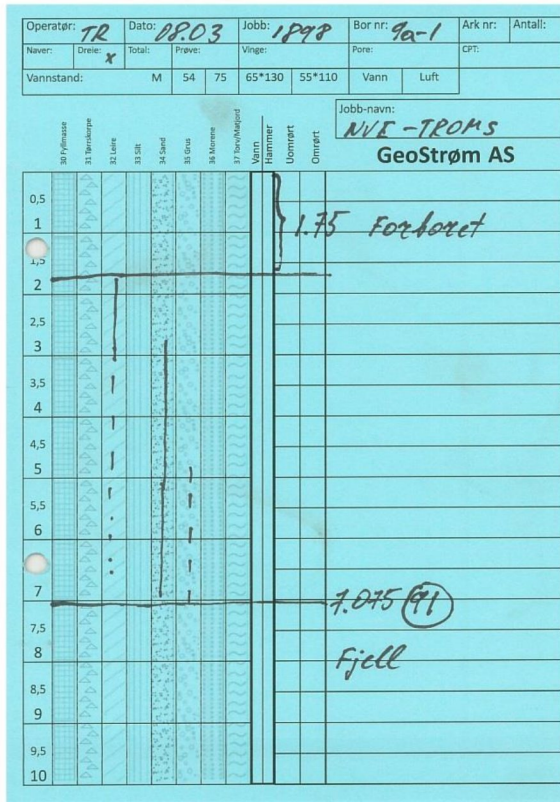 Operatør: TR Dato: 08.03 Jobb: 1898 Bor nr: 9a-1 Ark nr: Antall:
Naver: Dreie: x Total: Prøve: Vinge: Pore: CPT:
Vannstand: M 54 75 65*130 55*110 Vann Luft
Jobb-navn:
NVE - TROMS
GeoStrøm AS
30 Fyllmasse 31 Tørrskorpe 32 Leire 33 Silt 34 Sand 35 Grus 36 Morene 37 Torv/Matjord Vann Hammer Uomrørt Omrørt
0,5
1 1.75 Forboret
1,5
2
2,5
3
3,5
4
4,5
5
5,5
6
7 7.075 91
7,5
8 Fjell
8,5
9
9,5
10